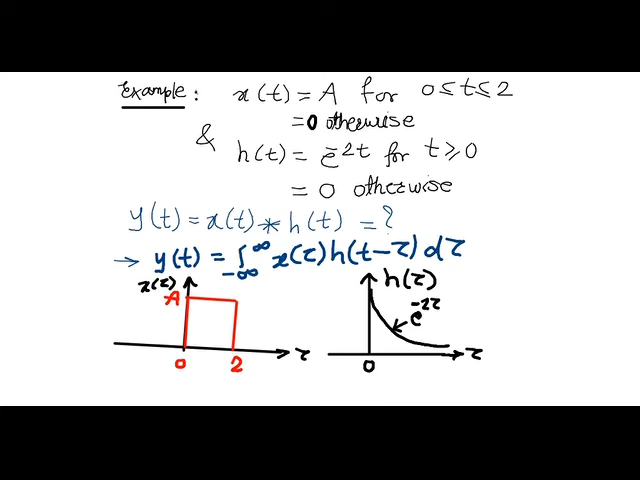 Example: x(t) = A for 0 ≤ t ≤ 2
= 0 otherwise
& h(t) = e^-2t for t ≥ 0
= 0 otherwise
y(t) = x(t) * h(t) = ?
→ y(t) = ∫_-∞^∞ x(τ) h(t-τ) dτ
x(τ)
A
0 2 τ
h(τ)
e^-2τ
0 τ